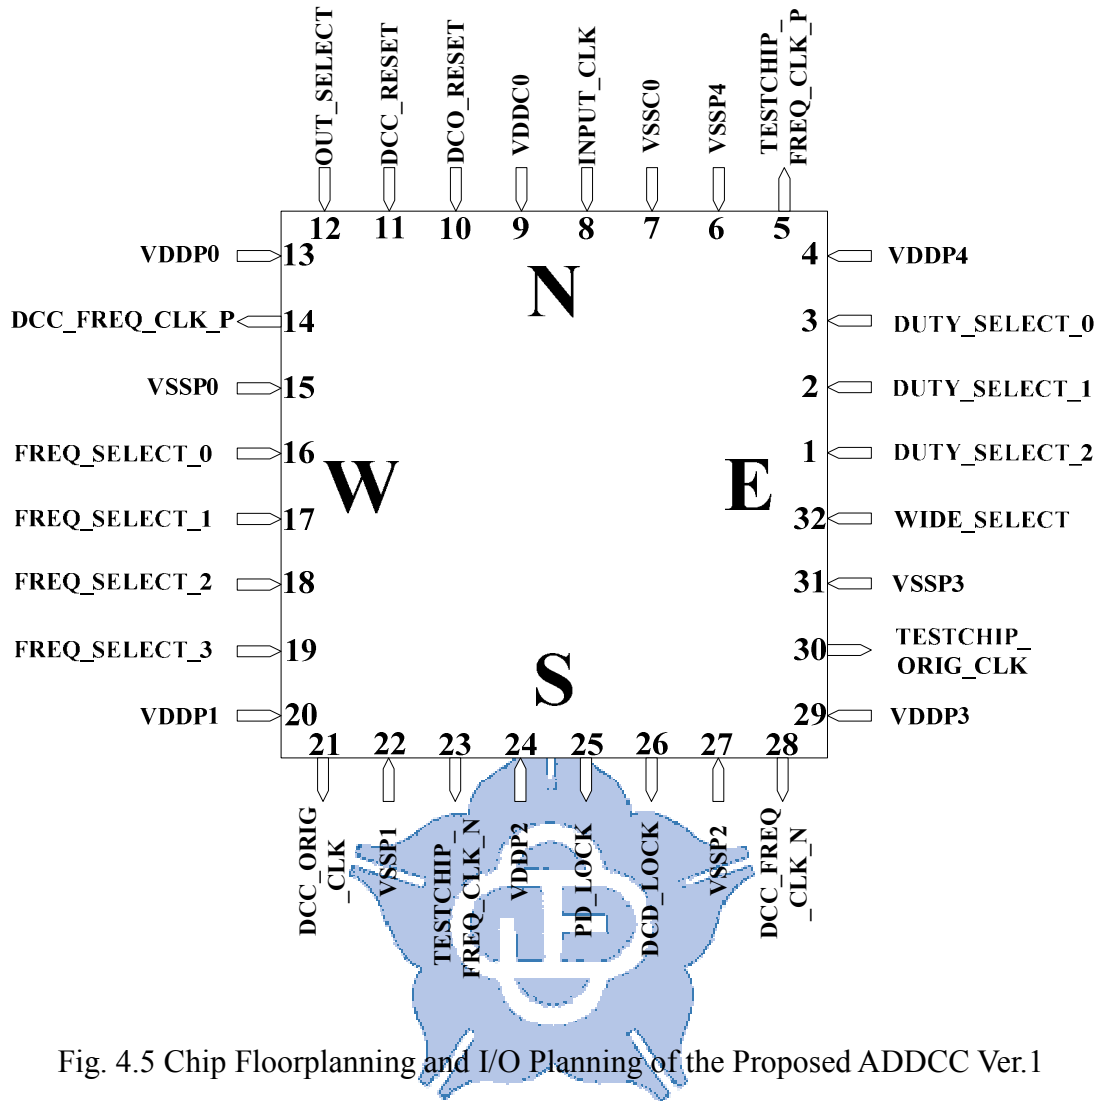 OUT_SELECT
DCC_RESET
DCO_RESET
VDDC0
INPUT_CLK
VSSC0
VSSP4
TESTCHIP_
FREQ_CLK_P
12 11 10 9 8 7 6 5
N
VDDP0 13
DCC_FREQ_CLK_P 14
VSSP0 15
FREQ_SELECT_0 16
FREQ_SELECT_1 17
FREQ_SELECT_2 18
FREQ_SELECT_3 19
VDDP1 20
W
E
4 VDDP4
3 DUTY_SELECT_0
2 DUTY_SELECT_1
1 DUTY_SELECT_2
32 WIDE_SELECT
31 VSSP3
30 TESTCHIP_
ORIG_CLK
29 VDDP3
S
21 22 23 24 25 26 27 28
DCC_ORIG
_CLK
VSSP1
TESTCHIP_
FREQ_CLK_N
VDDP2
PD_LOCK
DCD_LOCK
VSSP2
DCC_FREQ
_CLK_N
Fig. 4.5 Chip Floorplanning and I/O Planning of the Proposed ADDCC Ver.1